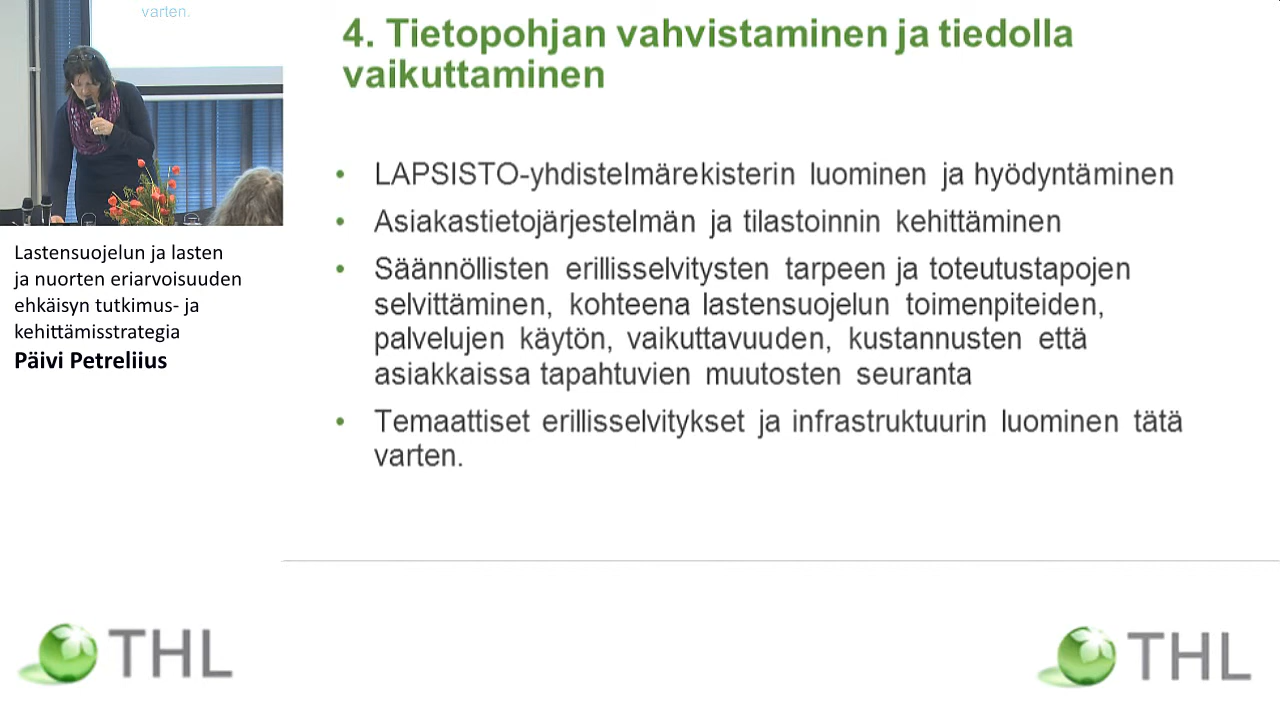 varten.
4. Tietopohjan vahvistaminen ja tiedolla
vaikuttaminen
• LAPSISTO-yhdistelmärekisterin luominen ja hyödyntäminen
• Asiakastietojärjestelmän ja tilastoinnin kehittäminen
• Säännöllisten erillisselvitysten tarpeen ja toteutustapojen
selvittäminen, kohteena lastensuojelun toimenpiteiden,
palvelujen käytön, vaikuttavuuden, kustannusten että
asiakkaissa tapahtuvien muutosten seuranta
• Temaattiset erillisselvitykset ja infrastruktuurin luominen tätä
varten.
Lastensuojelun ja lasten
ja nuorten eriarvoisuuden
ehkäisyn tutkimus- ja
kehittämisstrategia
Päivi Petreliius
THL
THL